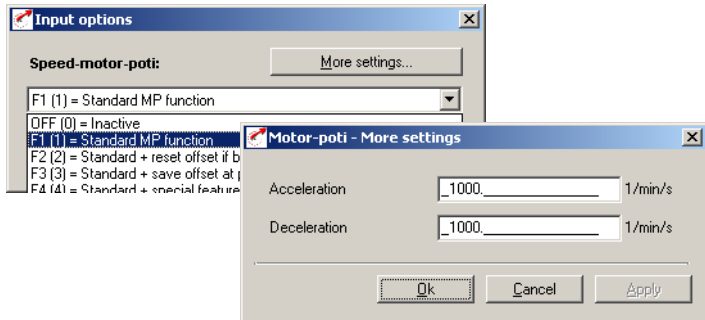 Input options
Speed-motor-poti:
More settings...
F1 (1) = Standard MP function
OFF (0) = Inactive
F1 (1) = Standard MP function
F2 (2) = Standard + reset offset if b
F3 (3) = Standard + save offset at
F4 (4) = Standard + special feature
Motor-poti - More settings
Acceleration _1000.______________ 1/min/s
Deceleration _1000.______________ 1/min/s
Ok Cancel Apply